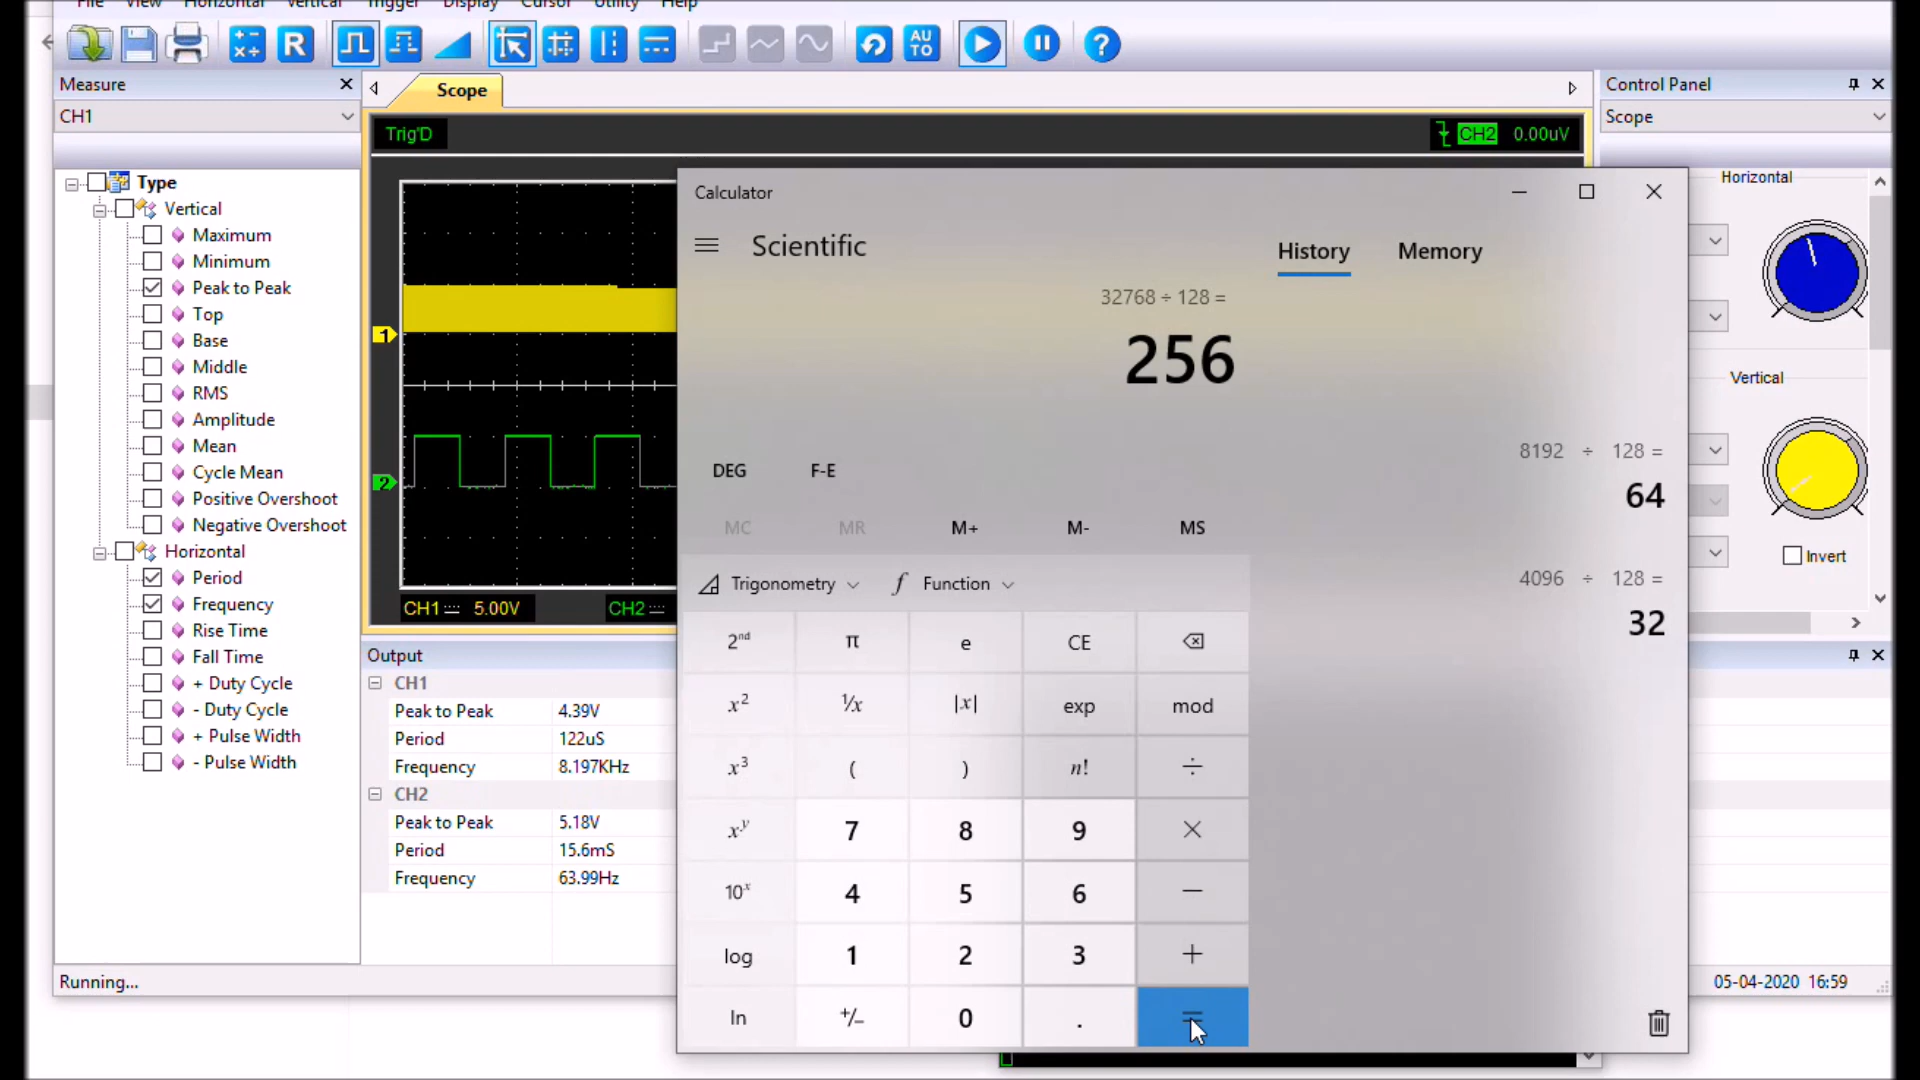 File View Horizontal Vertical Trigger Display Cursor Utility Help
R
AU
TO
?
Measure
CH1
Type
Vertical
Maximum
Minimum
Peak to Peak
Top
Base
Middle
RMS
Amplitude
Mean
Cycle Mean
Positive Overshoot
Negative Overshoot
Horizontal
Period
Frequency
Rise Time
Fall Time
+ Duty Cycle
- Duty Cycle
+ Pulse Width
- Pulse Width
Running...
Scope
Trig'D
CH2 0.00uV
1
2
CH1 5.00V CH2
Output
CH1
Peak to Peak 4.39V
Period 122uS
Frequency 8.197KHz
CH2
Peak to Peak 5.18V
Period 15.6mS
Frequency 63.99Hz
Calculator
Scientific
History Memory
32768 ÷ 128 =
256
8192 ÷ 128 =
64
4096 ÷ 128 =
32
DEG F-E
MC MR M+ M- MS
Trigonometry f Function
2nd π e CE
x2 1/x |x| exp mod
x3 ( ) n! ÷
xy 7 8 9 ×
10x 4 5 6 −
log 1 2 3 +
ln +/− 0 . =
Control Panel
Scope
Horizontal
Vertical
Invert
05-04-2020 16:59